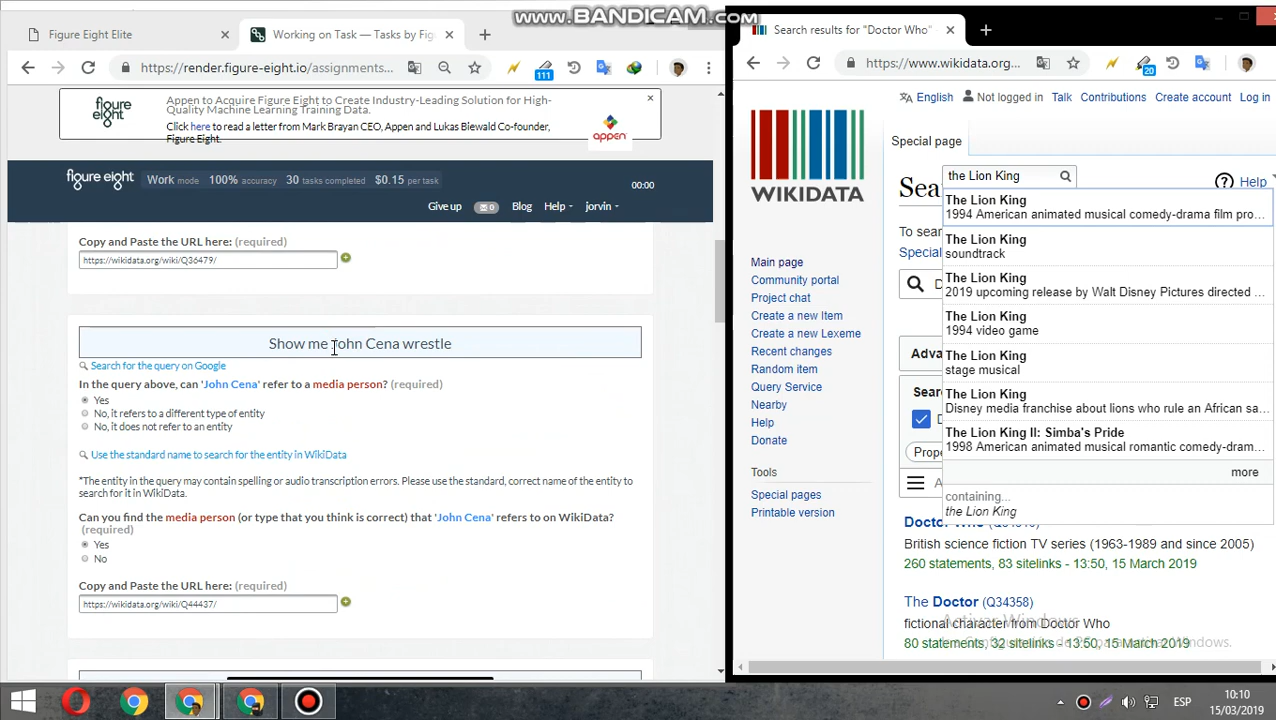 www.BANDICAM.com
Figure Eight Elite
Working on Task — Tasks by Fig
https://render.figure-eight.io/assignments...
111
figure eight
Appen to Acquire Figure Eight to Create Industry-Leading Solution for High-
Quality Machine Learning Training Data.
Click here to read a letter from Mark Brayan CEO, Appen and Lukas Biewald Co-founder,
Figure Eight.
appen
figure eight
Work mode 100% accuracy 30 tasks completed $0.15 per task
00:00
Give up 0 Blog Help jorvin
Copy and Paste the URL here: (required)
https://wikidata.org/wiki/Q36479/
Show me John Cena wrestle
Search for the query on Google
In the query above, can 'John Cena' refer to a media person? (required)
Yes
No, it refers to a different type of entity
No, it does not refer to an entity
Use the standard name to search for the entity in WikiData
*The entity in the query may contain spelling or audio transcription errors. Please use the standard, correct name of the entity to
search for it in WikiData.
Can you find the media person (or type that you think is correct) that 'John Cena' refers to on WikiData?
(required)
Yes
No
Copy and Paste the URL here: (required)
https://wikidata.org/wiki/Q44437/
Search results for "Doctor Who"
https://www.wikidata.org...
20
English Not logged in Talk Contributions Create account Log in
WIKIDATA
Special page
the Lion King
Sea
Help
To sear
Special
Main page
Community portal
Project chat
Create a new Item
Create a new Lexeme
Recent changes
Random item
Query Service
Nearby
Help
Donate
Tools
Special pages
Printable version
D
Adva
Sear
D
Prope
A
The Lion King
1994 American animated musical comedy-drama film pro...
The Lion King
soundtrack
The Lion King
2019 upcoming release by Walt Disney Pictures directed ...
The Lion King
1994 video game
The Lion King
stage musical
The Lion King
Disney media franchise about lions who rule an African sa...
The Lion King II: Simba's Pride
1998 American animated musical romantic comedy-dram...
more
containing...
the Lion King
Doctor Who
British science fiction TV series (1963-1989 and since 2005)
260 statements, 83 sitelinks - 13:50, 15 March 2019
The Doctor (Q34358)
fictional character from Doctor Who
80 statements, 32 sitelinks - 13:50, 15 March 2019
Activar Windows
ESP
10:10
15/03/2019